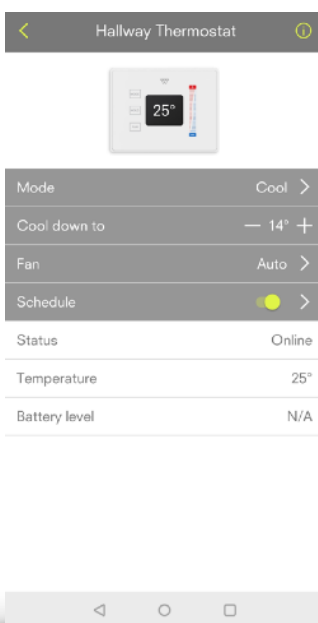 Hallway Thermostat
25°
Mode Cool
Cool down to — 14° +
Fan Auto
Schedule
Status Online
Temperature 25°
Battery level N/A